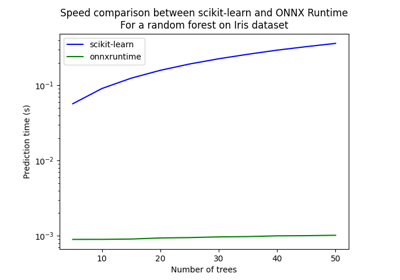 Speed comparison between scikit-learn and ONNX Runtime
For a random forest on Iris dataset
scikit-learn
onnxruntime
Prediction time (s)
10⁻¹
10⁻²
10⁻³
10 20 30 40 50
Number of trees